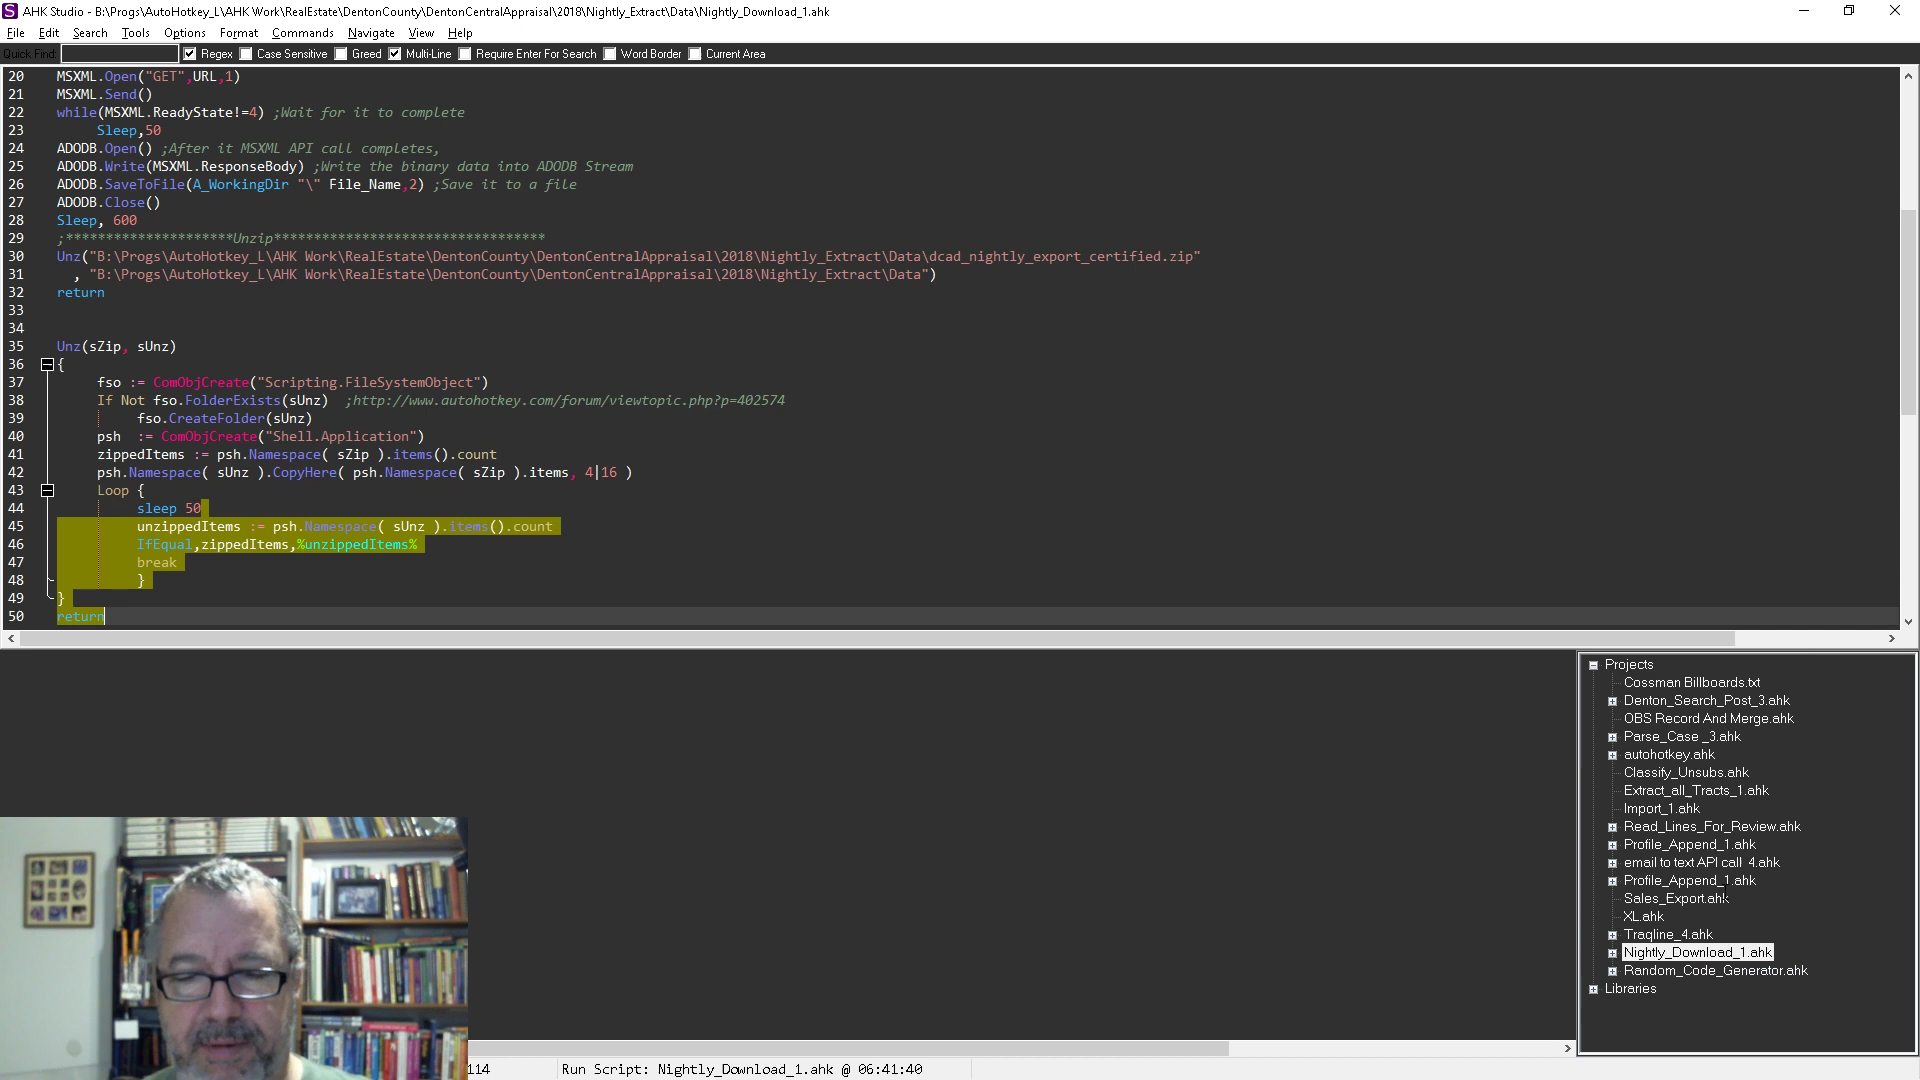 AHK Studio - B:\Progs\AutoHotkey_L\AHK Work\RealEstate\DentonCounty\DentonCentralAppraisal\2018\Nightly_Extract\Data\Nightly_Download_1.ahk
File Edit Search Tools Options Format Commands Navigate View Help
Quick Find: Regex Case Sensitive Greed Multi-Line Require Enter For Search Word Border Current Area
20 MSXML.Open("GET",URL,1)
21 MSXML.Send()
22 while(MSXML.ReadyState!=4) ;Wait for it to complete
23 Sleep,50
24 ADODB.Open() ;After it MSXML API call completes,
25 ADODB.Write(MSXML.ResponseBody) ;Write the binary data into ADODB Stream
26 ADODB.SaveToFile(A_WorkingDir "\" File_Name,2) ;Save it to a file
27 ADODB.Close()
28 Sleep, 600
29 ;*********************Unzip**********************************
30 Unz("B:\Progs\AutoHotkey_L\AHK Work\RealEstate\DentonCounty\DentonCentralAppraisal\2018\Nightly_Extract\Data\dcad_nightly_export_certified.zip"
31 , "B:\Progs\AutoHotkey_L\AHK Work\RealEstate\DentonCounty\DentonCentralAppraisal\2018\Nightly_Extract\Data")
32 return
33
34
35 Unz(sZip, sUnz)
36 {
37 fso := ComObjCreate("Scripting.FileSystemObject")
38 If Not fso.FolderExists(sUnz) ;http://www.autohotkey.com/forum/viewtopic.php?p=402574
39 fso.CreateFolder(sUnz)
40 psh := ComObjCreate("Shell.Application")
41 zippedItems := psh.Namespace( sZip ).items().count
42 psh.Namespace( sUnz ).CopyHere( psh.Namespace( sZip ).items, 4|16 )
43 Loop {
44 sleep 50
45 unzippedItems := psh.Namespace( sUnz ).items().count
46 IfEqual,zippedItems,%unzippedItems%
47 break
48 }
49 }
50 return
Projects
Cossman Billboards.txt
Denton_Search_Post_3.ahk
OBS Record And Merge.ahk
Parse_Case _3.ahk
autohotkey.ahk
Classify_Unsubs.ahk
Extract_all_Tracts_1.ahk
Import_1.ahk
Read_Lines_For_Review.ahk
Profile_Append_1.ahk
email to text API call 4.ahk
Profile_Append_1.ahk
Sales_Export.ahk
XL.ahk
Traqline_4.ahk
Nightly_Download_1.ahk
Random_Code_Generator.ahk
Libraries
114 Run Script: Nightly_Download_1.ahk @ 06:41:40